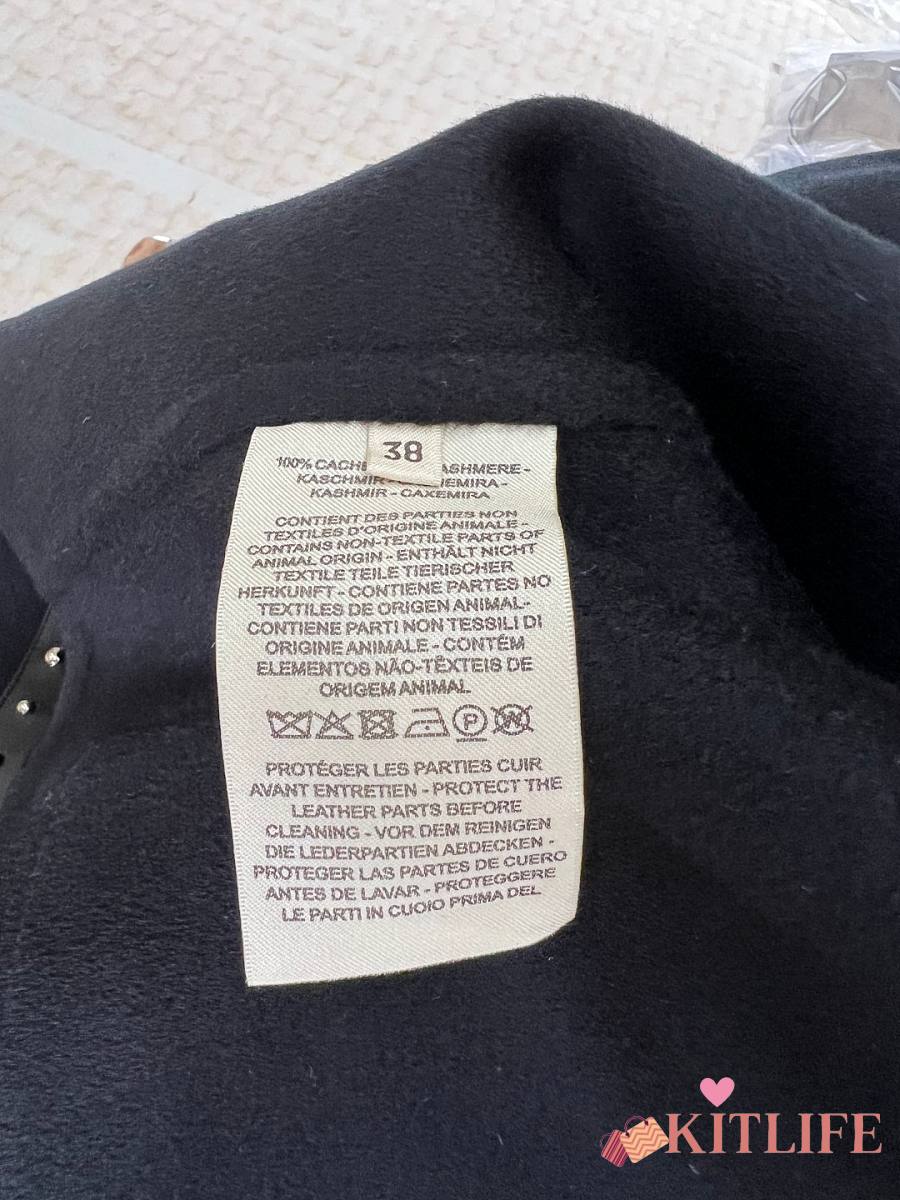 38
100% CACHE ASHMERE -
KASCHMIR - HEMIRA -
KASHMIR - CAXEMIRA
CONTIENT DES PARTIES NON
TEXTILES D'ORIGINE ANIMALE -
CONTAINS NON-TEXTILE PARTS OF
ANIMAL ORIGIN - ENTHÄLT NICHT
TEXTILE TEILE TIERISCHER
HERKUNFT - CONTIENE PARTES NO
TEXTILES DE ORIGEN ANIMAL-
CONTIENE PARTI NON TESSILI DI
ORIGINE ANIMALE - CONTÉM
ELEMENTOS NÃO-TÊXTEIS DE
ORIGEM ANIMAL
P W
PROTÉGER LES PARTIES CUIR
AVANT ENTRETIEN - PROTECT THE
LEATHER PARTS BEFORE
CLEANING - VOR DEM REINIGEN
DIE LEDERPARTIEN ABDECKEN -
PROTEGER LAS PARTES DE CUERO
ANTES DE LAVAR - PROTEGGERE
LE PARTI IN CUOIO PRIMA DEL
KITLIFE